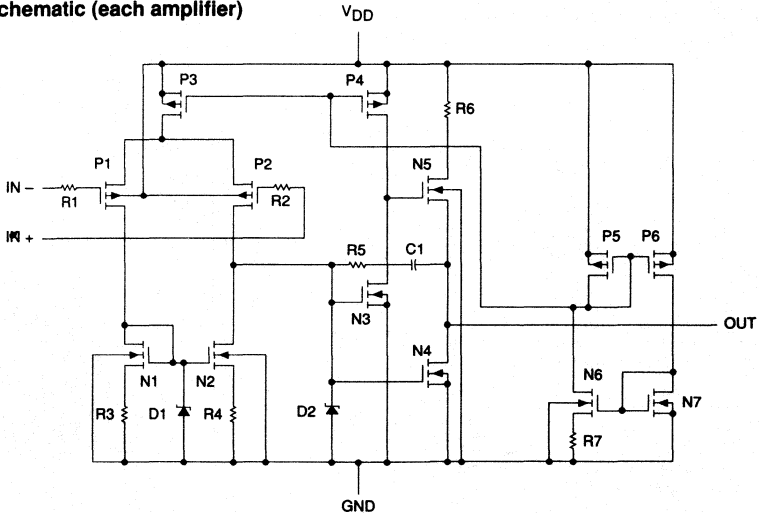 chematic (each amplifier)
VDD
P3
P4
R6
P1
P2
N5
IN −
R1
R2
IN +
R5
C1
P5
P6
N3
OUT
N1
N2
N4
N6
N7
R3
D1
R4
D2
R7
GND